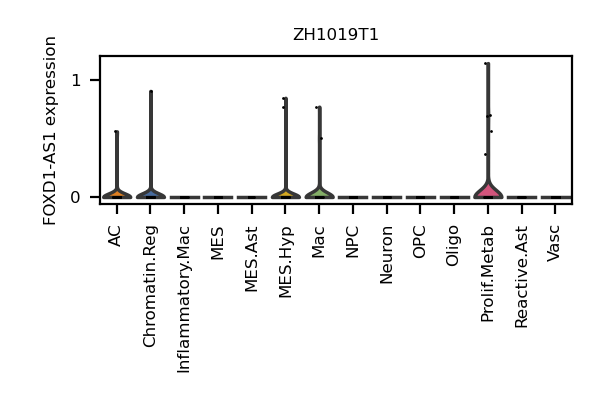 ZH1019T1
FOXD1-AS1 expression
1
0
AC
Chromatin.Reg
Inflammatory.Mac
MES
MES.Ast
MES.Hyp
Mac
NPC
Neuron
OPC
Oligo
Prolif.Metab
Reactive.Ast
Vasc